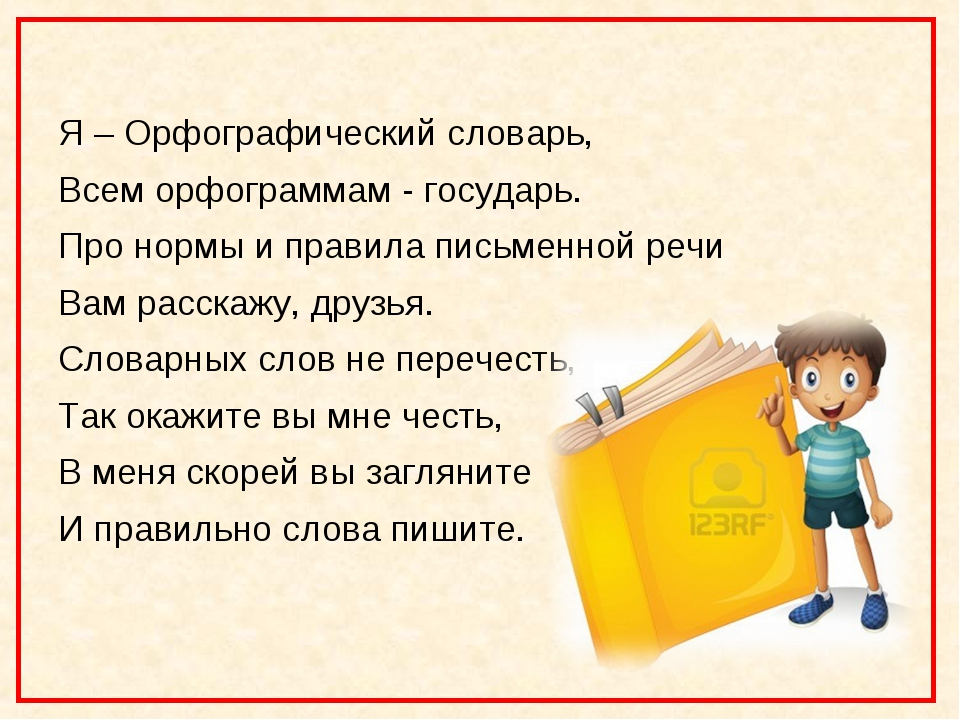 Я – Орфографический словарь,
Всем орфограммам - государь.
Про нормы и правила письменной речи
Вам расскажу, друзья.
Словарных слов не перечесть,
Так окажите вы мне честь,
В меня скорей вы загляните
И правильно слова пишите.
123RF®